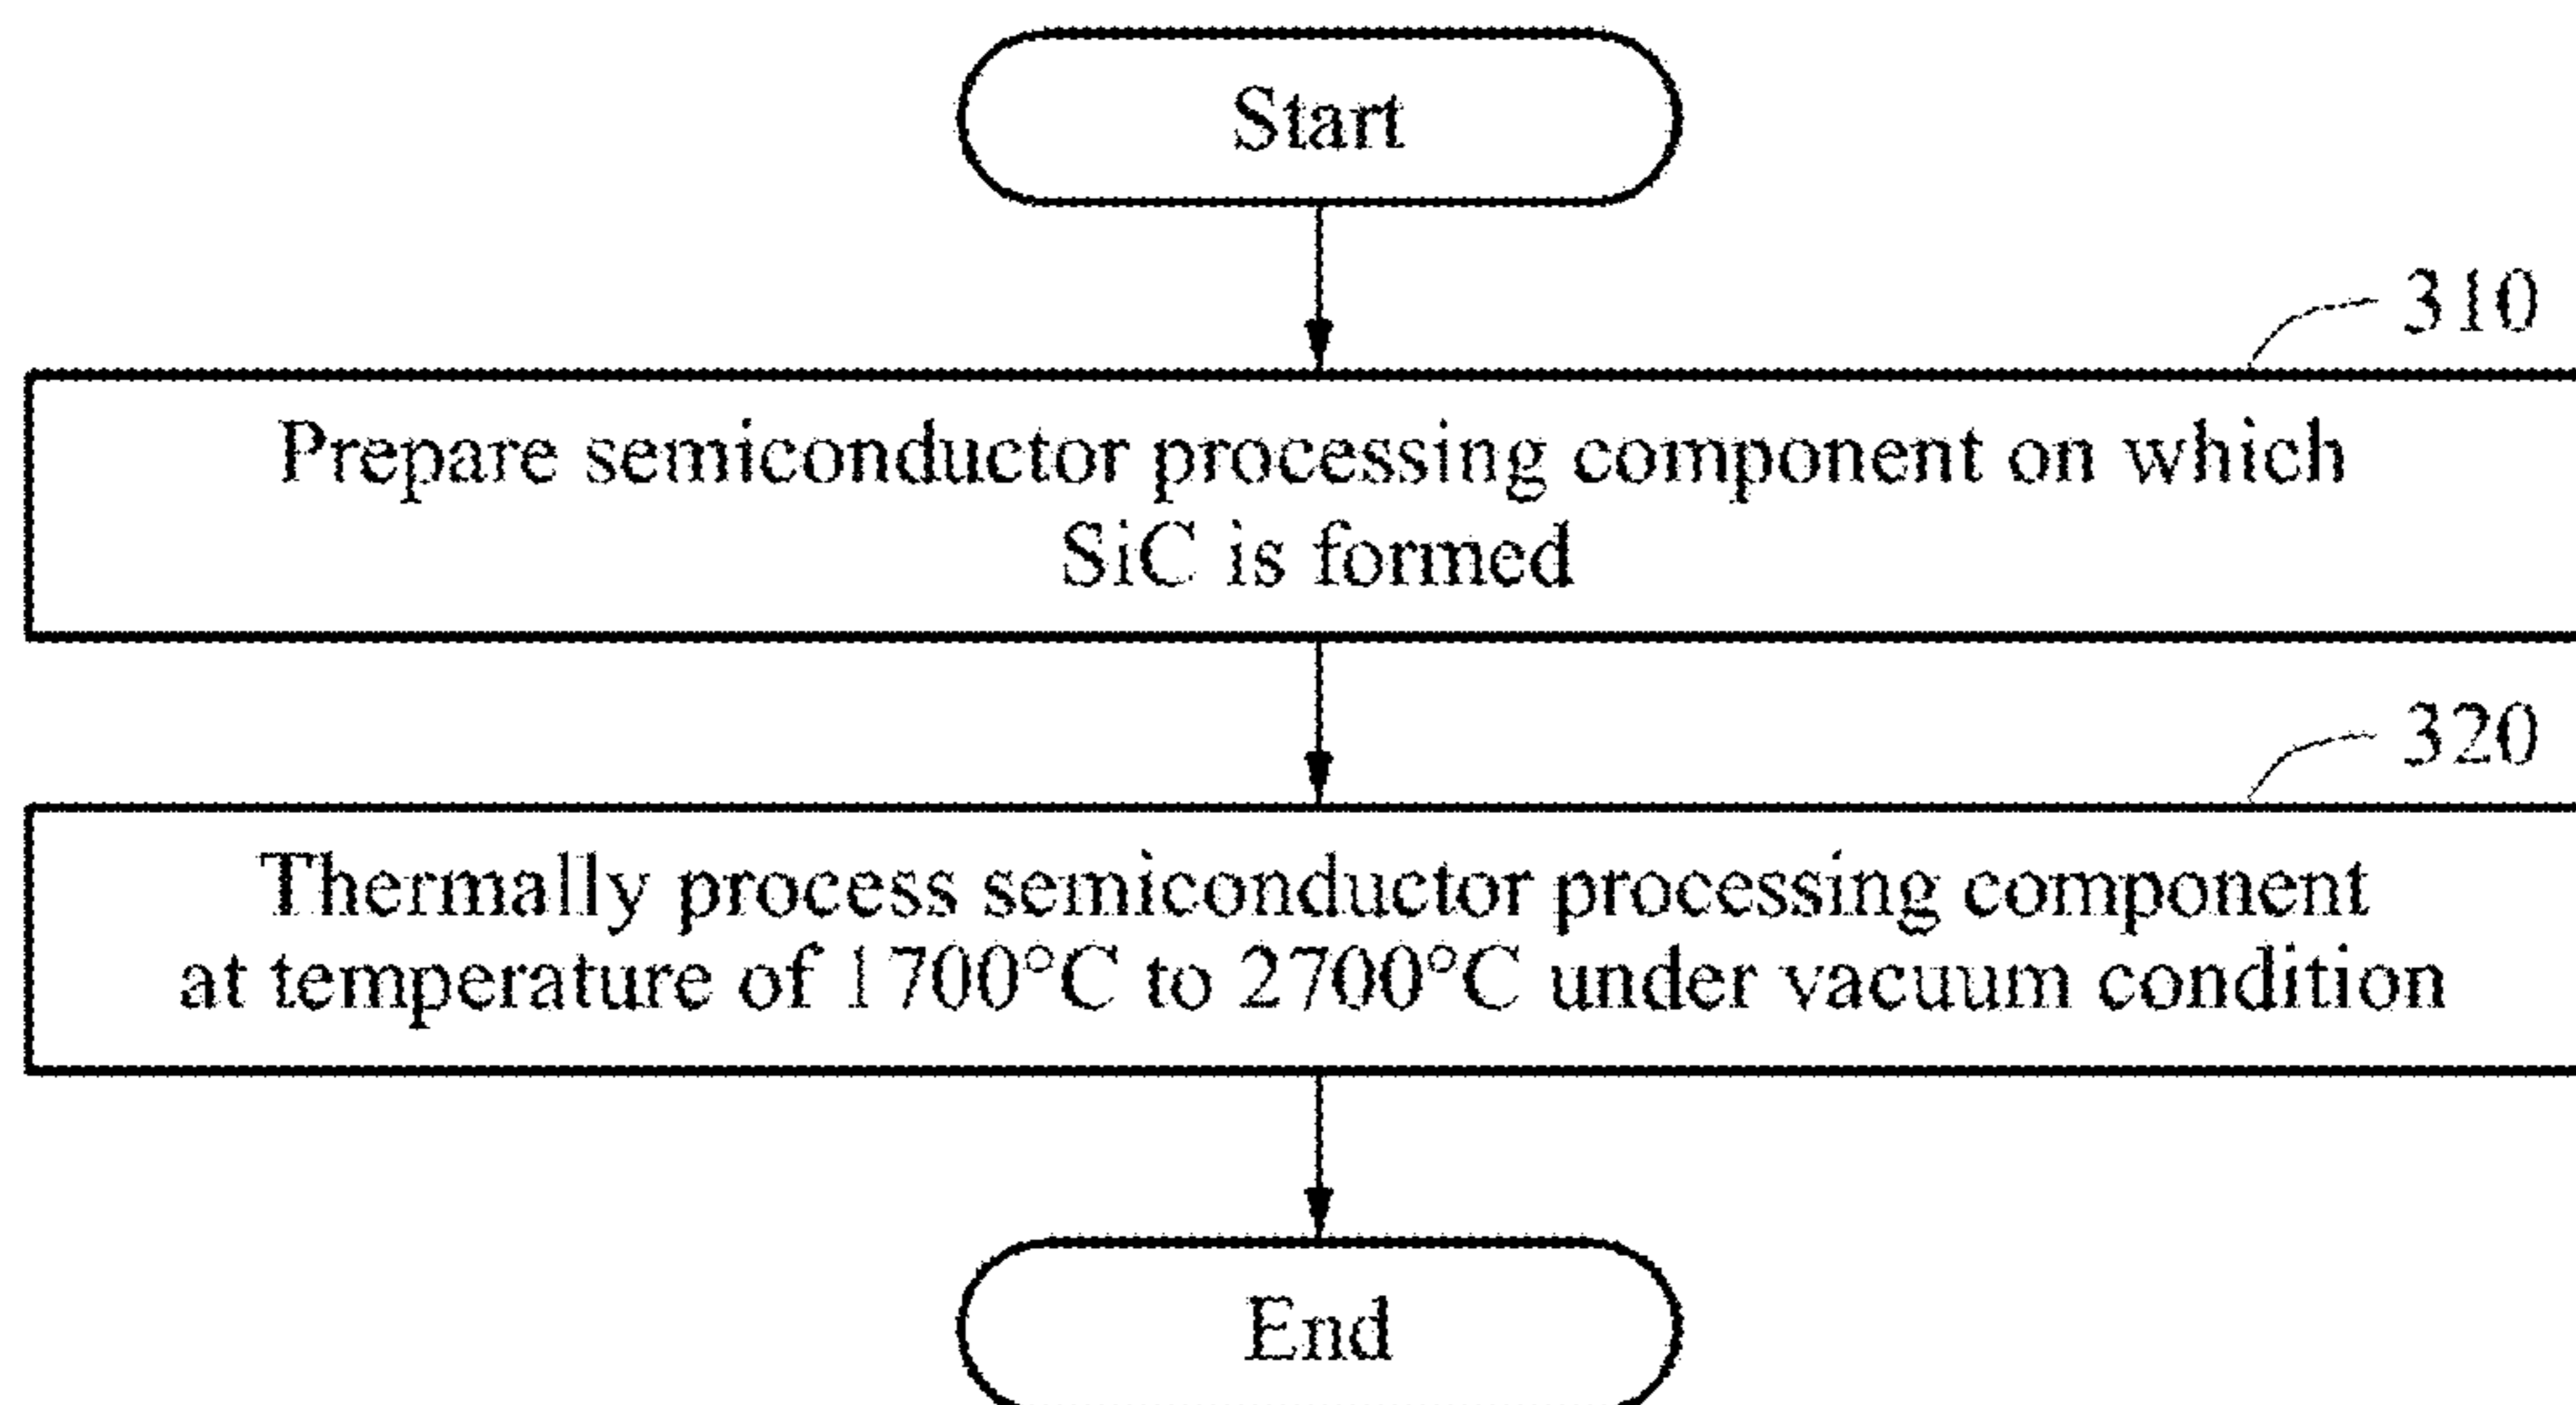 Start
310
Prepare semiconductor processing component on which
SiC is formed
320
Thermally process semiconductor processing component
at temperature of 1700°C to 2700°C under vacuum condition
End